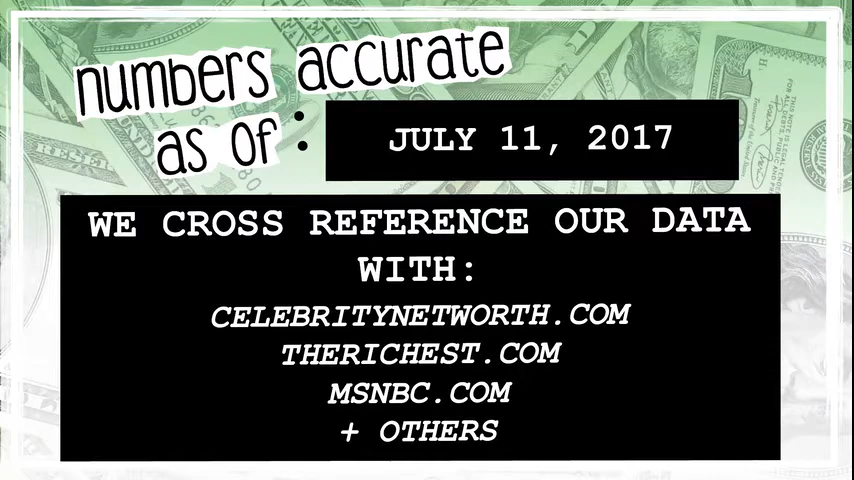 numbers accurate
as of: JULY 11, 2017
WE CROSS REFERENCE OUR DATA
WITH:
CELEBRITYNETWORTH.COM
THERICHEST.COM
MSNBC.COM
+ OTHERS